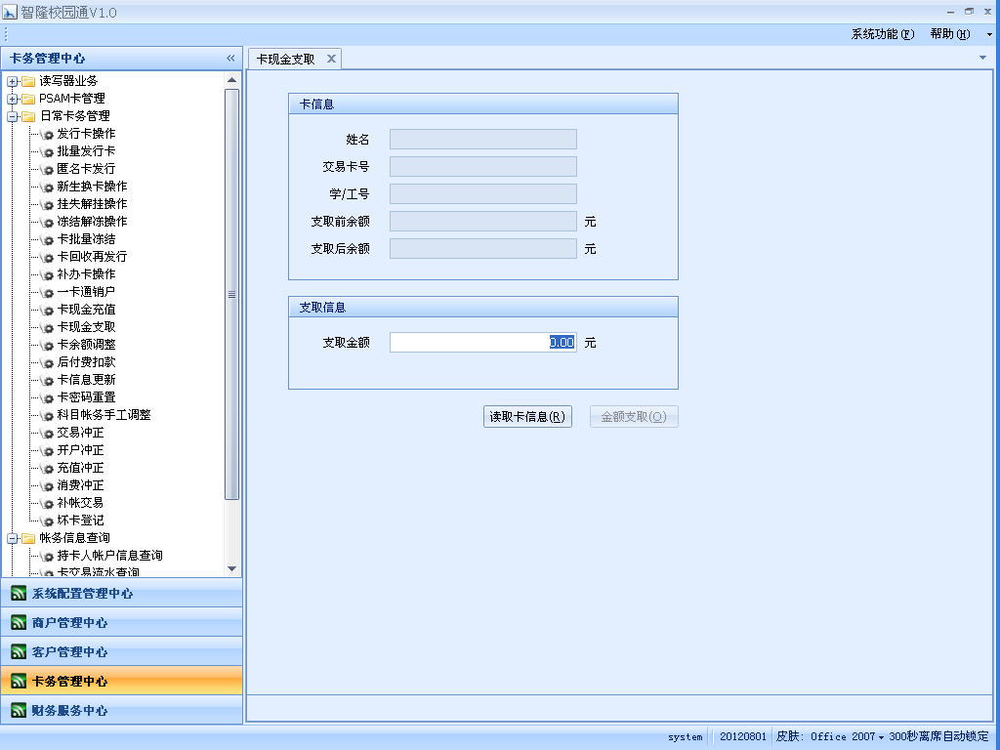 智隆校园通V1.0
系统功能(F) 帮助(H)
卡务管理中心
卡现金支取
读写器业务
PSAM卡管理
日常卡务管理
发行卡操作
批量发行卡
匿名卡发行
新生换卡操作
挂失解挂操作
冻结解冻操作
卡批量冻结
卡回收再发行
补办卡操作
一卡通销户
卡现金充值
卡现金支取
卡余额调整
后付费扣款
卡信息更新
卡密码重置
科目帐务手工调整
交易冲正
开户冲正
充值冲正
消费冲正
补帐交易
坏卡登记
帐务信息查询
持卡人帐户信息查询
卡交易流水查询
系统配置管理中心
商户管理中心
客户管理中心
卡务管理中心
财务服务中心
卡信息
姓名
交易卡号
学/工号
支取前余额 元
支取后余额 元
支取信息
支取金额 0.00 元
读取卡信息(R) 金额支取(O)
system 20120801 皮肤: Office 2007 300秒离席自动锁定